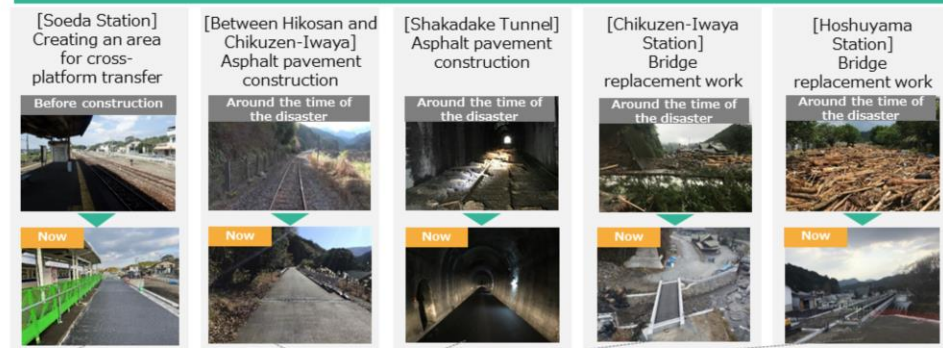 [Soeda Station]
Creating an area
for cross-
platform transfer
Before construction
Now
[Between Hikosan and
Chikuzen-Iwaya]
Asphalt pavement
construction
Around the time of
the disaster
Now
[Shakadake Tunnel]
Asphalt pavement
construction
Around the time of
the disaster
Now
[Chikuzen-Iwaya
Station]
Bridge
replacement work
Around the time of
the disaster
Now
[Hoshuyama
Station]
Bridge
replacement work
Around the time of
the disaster
Now